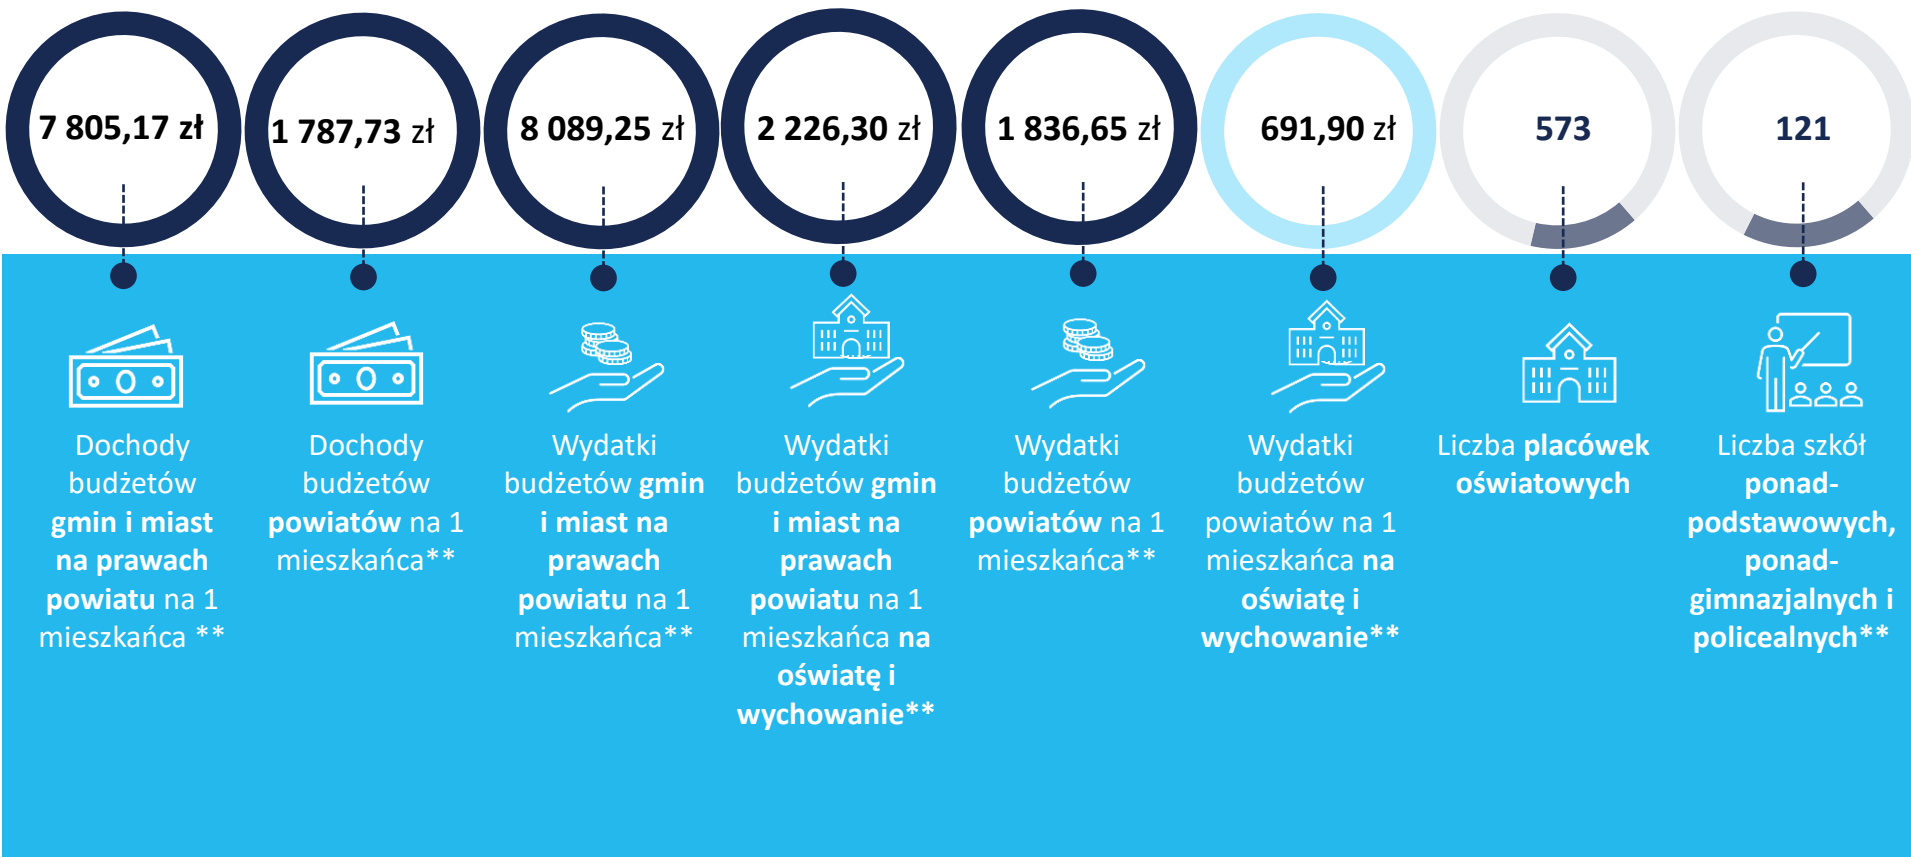 7 805,17 zł
1 787,73 zł
8 089,25 zł
2 226,30 zł
1 836,65 zł
691,90 zł
573
121
Dochody
budżetów
gmin i miast
na prawach
powiatu na 1
mieszkańca **
Dochody
budżetów
powiatów na 1
mieszkańca**
Wydatki
budżetów gmin
i miast na
prawach
powiatu na 1
mieszkańca**
Wydatki
budżetów gmin
i miast na
prawach
powiatu na 1
mieszkańca na
oświatę i
wychowanie**
Wydatki
budżetów
powiatów na 1
mieszkańca**
Wydatki
budżetów
powiatów na 1
mieszkańca na
oświatę i
wychowanie**
Liczba placówek
oświatowych
Liczba szkół
ponad-
podstawowych,
ponad-
gimnazjalnych i
policealnych**